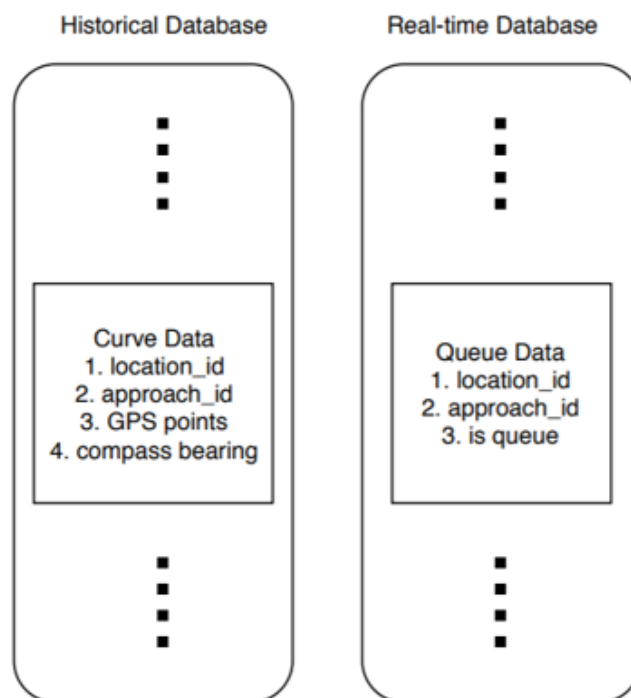 Historical Database
Real-time Database
Curve Data
1. location_id
2. approach_id
3. GPS points
4. compass bearing
Queue Data
1. location_id
2. approach_id
3. is queue